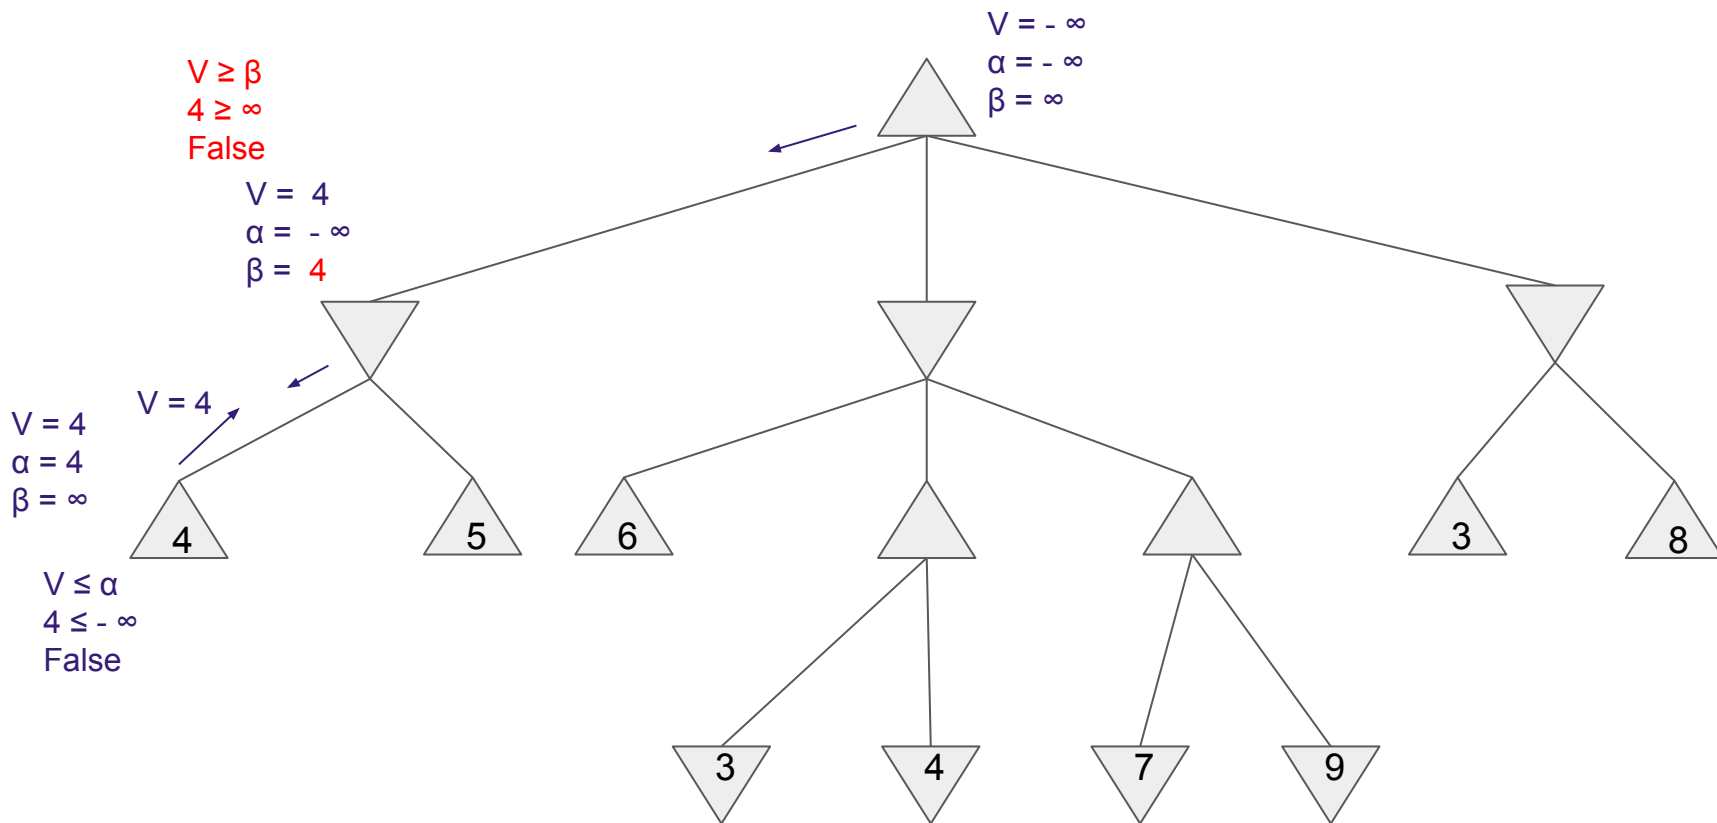 V = - ∞
α = - ∞
β = ∞
V ≥ β
4 ≥ ∞
False
V = 4
α = - ∞
β = 4
V = 4
V = 4
α = 4
β = ∞
4
5
6
3
8
V ≤ α
4 ≤ - ∞
False
3
4
7
9